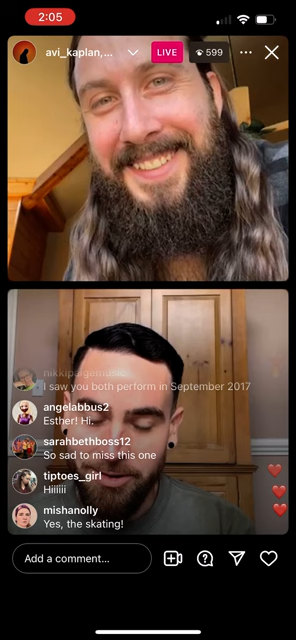 2:05
avi_kaplan,...
LIVE
599
nikkipaigemusic
I saw you both perform in September 2017
angelabbus2
Esther! Hi,
sarahbethboss12
So sad to miss this one
tiptoes_girl
Hiiiiii
mishanolly
Yes, the skating!
Add a comment...